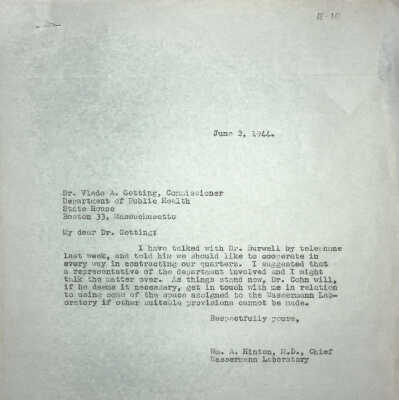 June 3, 1944.
Dr. Vlado A. Getting, Commissioner
Department of Public Health
State House
Boston 33, Massachusetts
My dear Dr. Getting:
I have talked with Dr. Burwell by telephone
last week, and told him we should like to cooperate in
every way in contracting our quarters. I suggested that
a representative of the department involved and I might
talk the matter over. As things stand now, Dr. Cohn will,
if he deems it necessary, get in touch with me in relation
to using some of the space assigned to the Wassermann Lab-
oratory if other suitable provisions cannot be made.
Respectfully yours,
Wm. A. Hinton, M.D., Chief
Wassermann Laboratory